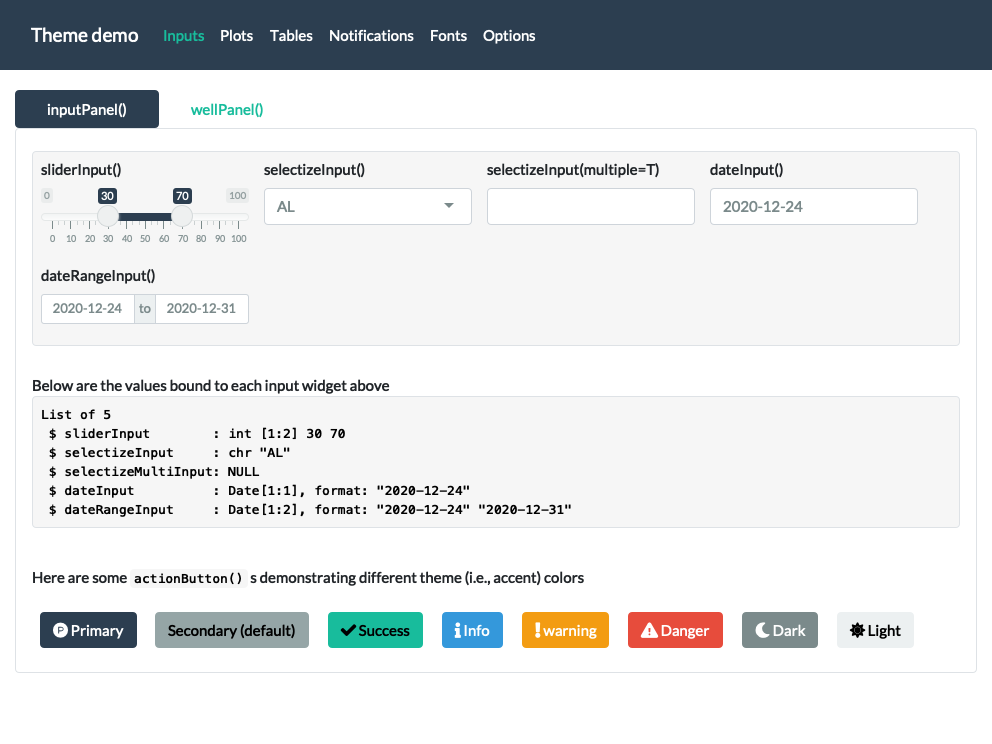 Theme demo Inputs Plots Tables Notifications Fonts Options
inputPanel() wellPanel()
sliderInput() selectizeInput() selectizeInput(multiple=T) dateInput()
0 30 70 100
AL 2020-12-24
0 10 20 30 40 50 60 70 80 90 100
dateRangeInput()
2020-12-24 to 2020-12-31
Below are the values bound to each input widget above
List of 5
$ sliderInput : int [1:2] 30 70
$ selectizeInput : chr "AL"
$ selectizeMultiInput: NULL
$ dateInput : Date[1:1], format: "2020-12-24"
$ dateRangeInput : Date[1:2], format: "2020-12-24" "2020-12-31"
Here are some actionButton() s demonstrating different theme (i.e., accent) colors
Primary Secondary (default) Success Info warning Danger Dark Light